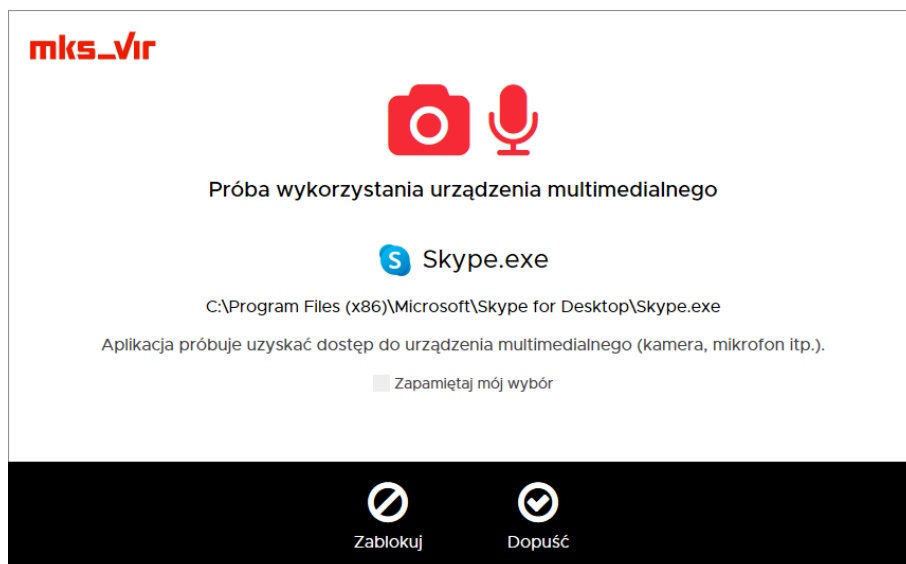 mks_vir
Próba wykorzystania urządzenia multimedialnego
Skype.exe
C:\Program Files (x86)\Microsoft\Skype for Desktop\Skype.exe
Aplikacja próbuje uzyskać dostęp do urządzenia multimedialnego (kamera, mikrofon itp.).
Zapamiętaj mój wybór
Zablokuj Dopuść